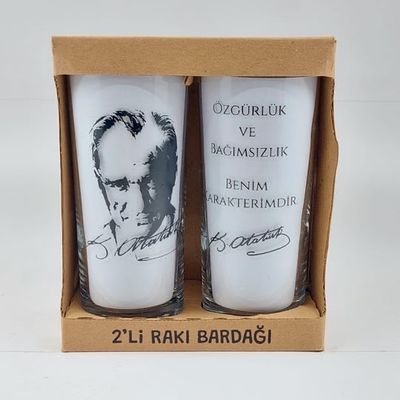 K. Atatürk
ÖZGÜRLÜK
VE
BAĞIMSIZLIK
BENİM
KARAKTERİMDİR
K. Atatürk
2'Lİ RAKI BARDAĞI